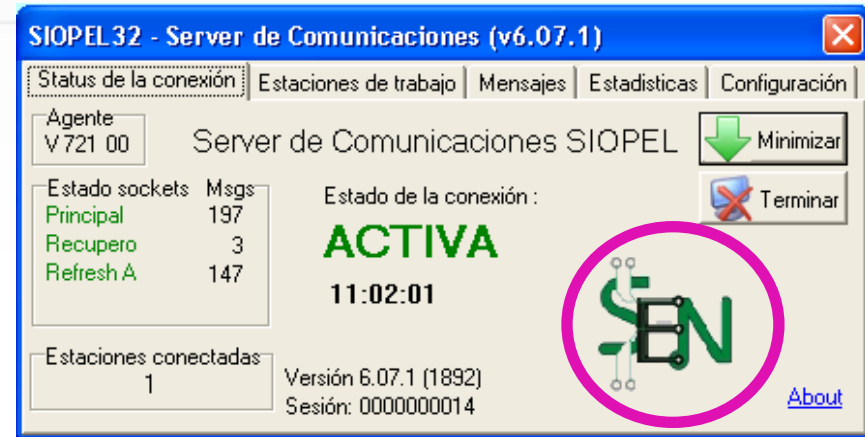 SIOPEL32 - Server de Comunicaciones (v6.07.1)
Status de la conexión Estaciones de trabajo Mensajes Estadisticas Configuración
Agente
V 721 00
Server de Comunicaciones SIOPEL
Minimizar
Terminar
Estado sockets Msgs
Principal 197
Recupero 3
Refresh A 147
Estado de la conexión :
ACTIVA
11:02:01
SEN
Estaciones conectadas
1
Versión 6.07.1 (1892)
Sesión: 0000000014
About